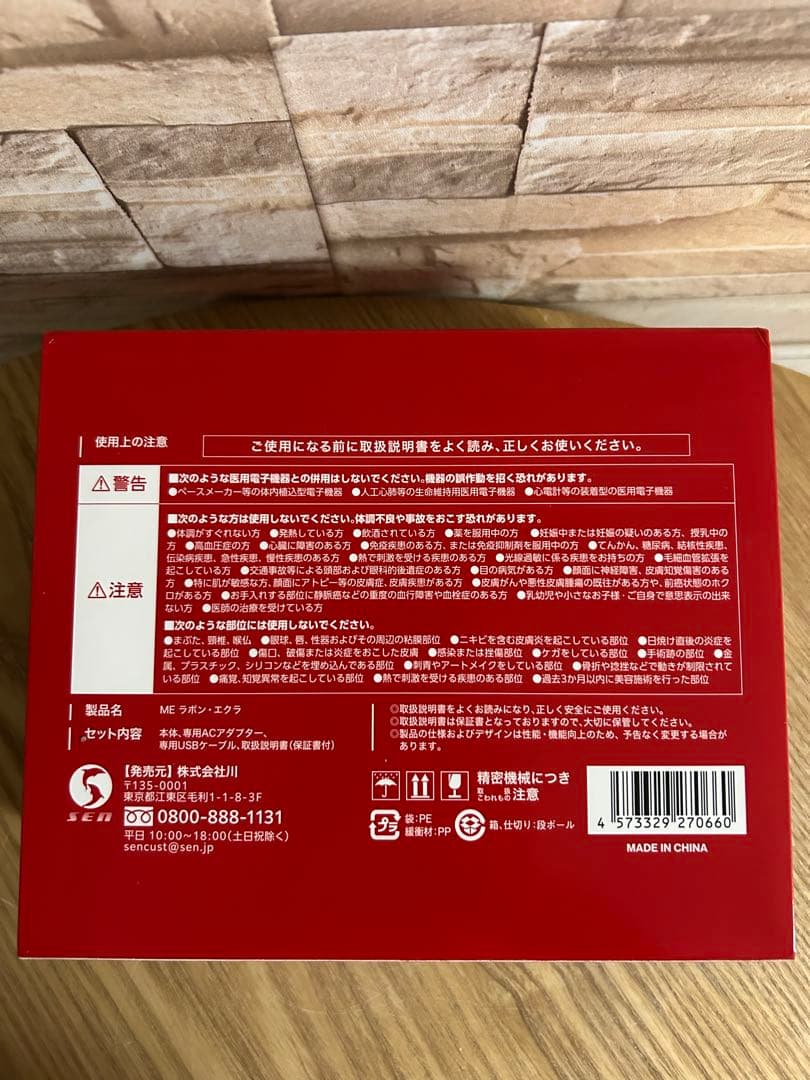 使用上の注意
ご使用になる前に取扱説明書をよく読み、正しくお使いください。
⚠警告
■次のような医用電子機器との併用はしないでください。機器の誤作動を招く恐れがあります。
●ペースメーカー等の体内植込型電子機器 ●人工心肺等の生命維持用医用電子機器 ●心電計等の装着型の医用電子機器
⚠注意
■次のような方は使用しないでください。体調不良や事故をおこす恐れがあります。
●体調がすぐれない方 ●発熱している方 ●飲酒されている方 ●薬を服用中の方 ●妊娠中または妊娠の疑いのある方、授乳中の
方 ●高血圧症の方 ●心臓に障害のある方 ●免疫疾患のある方、または免疫抑制剤を服用中の方 ●てんかん、糖尿病、結核性疾患、
伝染病疾患、急性疾患、慢性疾患のある方 ●熱で刺激を受ける疾患のある方 ●光線過敏に係る疾患をお持ちの方 ●毛細血管拡張を
起こしている方 ●交通事故等による頭部および眼科的後遺症のある方 ●目の病気がある方 ●顔面に神経障害、皮膚知覚傷害のある
方 ●特に肌が敏感な方、顔面にアトピー等の皮膚症、皮膚疾患がある方 ●皮膚がんや悪性皮膚腫瘍の既往がある方や、前癌状態のホク
ロがある方 ●お手入れする部位に静脈瘤などの重度の血行障害や血栓症のある方 ●乳幼児や小さなお子様・ご自身で意思表示の出来
ない方 ●医師の治療を受けている方
■次のような部位には使用しないでください。
●まぶた、頸椎、喉仏 ●眼球、唇、性器およびその周辺の粘膜部位 ●ニキビを含む皮膚炎を起こしている部位 ●日焼け直後の炎症を
起こしている部位 ●傷口、破傷または炎症をおこした皮膚 ●感染または挫傷部位 ●ケガをしている部位 ●手術跡の部位 ●金
属、プラスチック、シリコンなどを埋め込んである部位 ●刺青やアートメイクをしている部位 ●骨折や捻挫などで動きが制限されて
いる部位 ●痛覚、知覚異常を起こしている部位 ●熱で刺激を受ける疾患のある部位 ●過去3か月以内に美容施術を行った部位
製品名 ME ラボン・エクラ
セット内容 本体、専用ACアダプター、
専用USBケーブル、取扱説明書(保証書付)
◎取扱説明書をよくお読みになり、正しく安全にご使用ください。
◎取扱説明書は保証書となっておりますので、大切に保管してください。
◎製品の仕様およびデザインは性能・機能向上のため、予告なく変更する場合が
あります。
SEN
【発売元】株式会社川
〒135-0001
東京都江東区毛利1-1-8-3F
0800-888-1131
平日 10:00~18:00(土日祝除く)
sencust@sen.jp
精密機械につき
取扱こわれもの注意
プラ
袋:PE
緩衝材:PP
箱、仕切り:段ボール
4 573329 270660
MADE IN CHINA